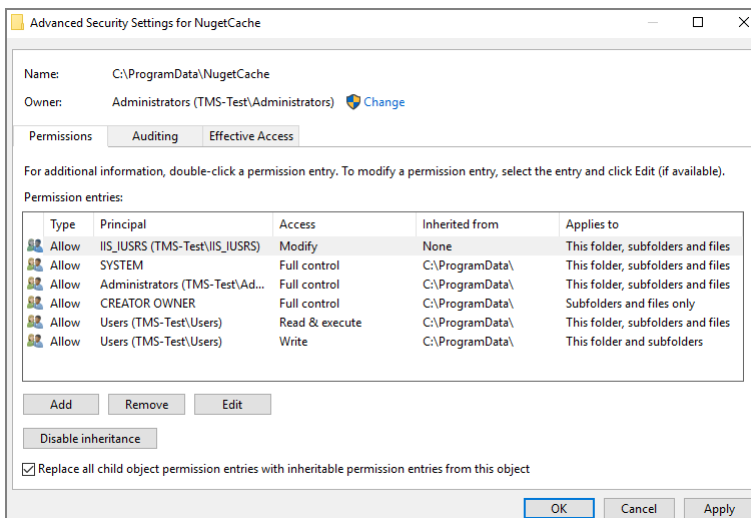 Advanced Security Settings for NugetCache
Name: C:\ProgramData\NugetCache
Owner: Administrators (TMS-Test\Administrators) Change
Permissions Auditing Effective Access
For additional information, double-click a permission entry. To modify a permission entry, select the entry and click Edit (if available).
Permission entries:
Type Principal Access Inherited from Applies to
Allow IIS_IUSRS (TMS-Test\IIS_IUSRS) Modify None This folder, subfolders and files
Allow SYSTEM Full control C:\ProgramData\ This folder, subfolders and files
Allow Administrators (TMS-Test\Ad... Full control C:\ProgramData\ This folder, subfolders and files
Allow CREATOR OWNER Full control C:\ProgramData\ Subfolders and files only
Allow Users (TMS-Test\Users) Read & execute C:\ProgramData\ This folder, subfolders and files
Allow Users (TMS-Test\Users) Write C:\ProgramData\ This folder and subfolders
Add Remove Edit
Disable inheritance
Replace all child object permission entries with inheritable permission entries from this object
OK Cancel Apply